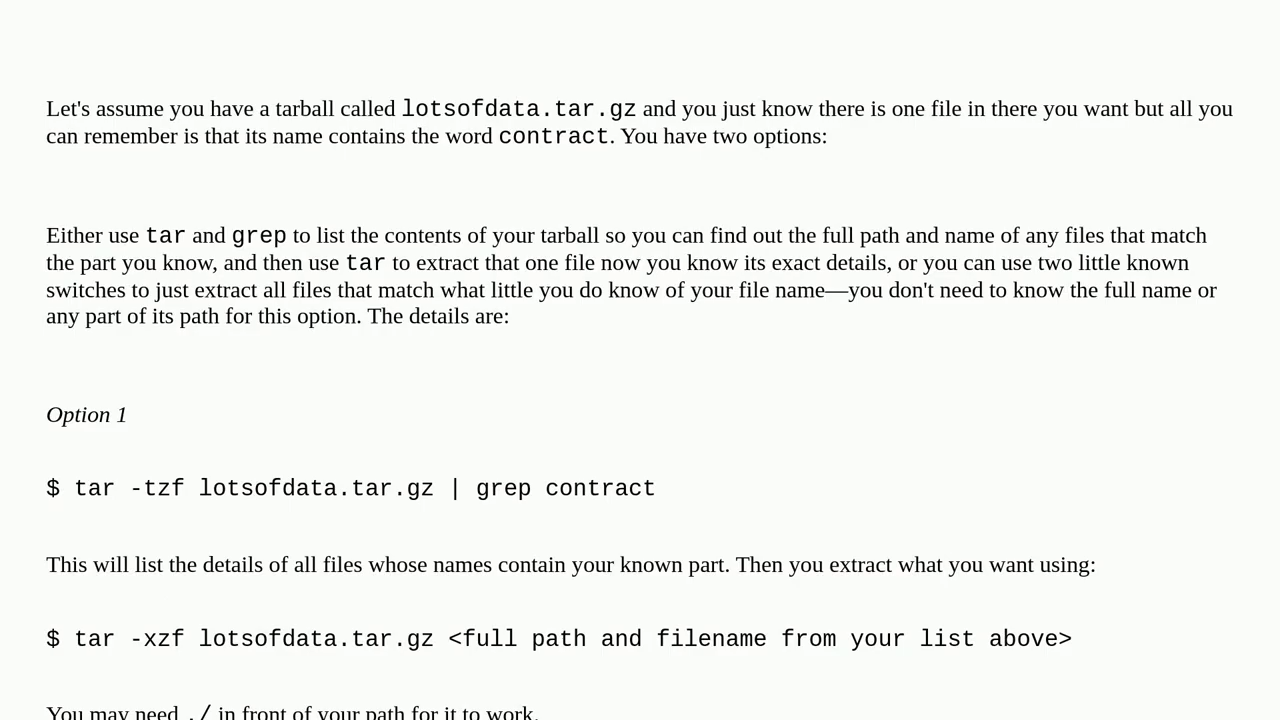 Let's assume you have a tarball called lotsofdata.tar.gz and you just know there is one file in there you want but all you
can remember is that its name contains the word contract. You have two options:
Either use tar and grep to list the contents of your tarball so you can find out the full path and name of any files that match
the part you know, and then use tar to extract that one file now you know its exact details, or you can use two little known
switches to just extract all files that match what little you do know of your file name—you don't need to know the full name or
any part of its path for this option. The details are:
Option 1
$ tar -tzf lotsofdata.tar.gz | grep contract
This will list the details of all files whose names contain your known part. Then you extract what you want using:
$ tar -xzf lotsofdata.tar.gz <full path and filename from your list above>
You may need ./ in front of your path for it to work.